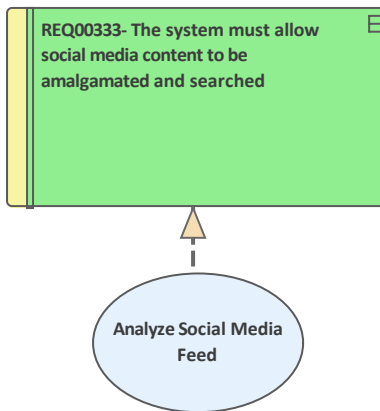 REQ00333- The system must allow
social media content to be
amalgamated and searched
Analyze Social Media
Feed